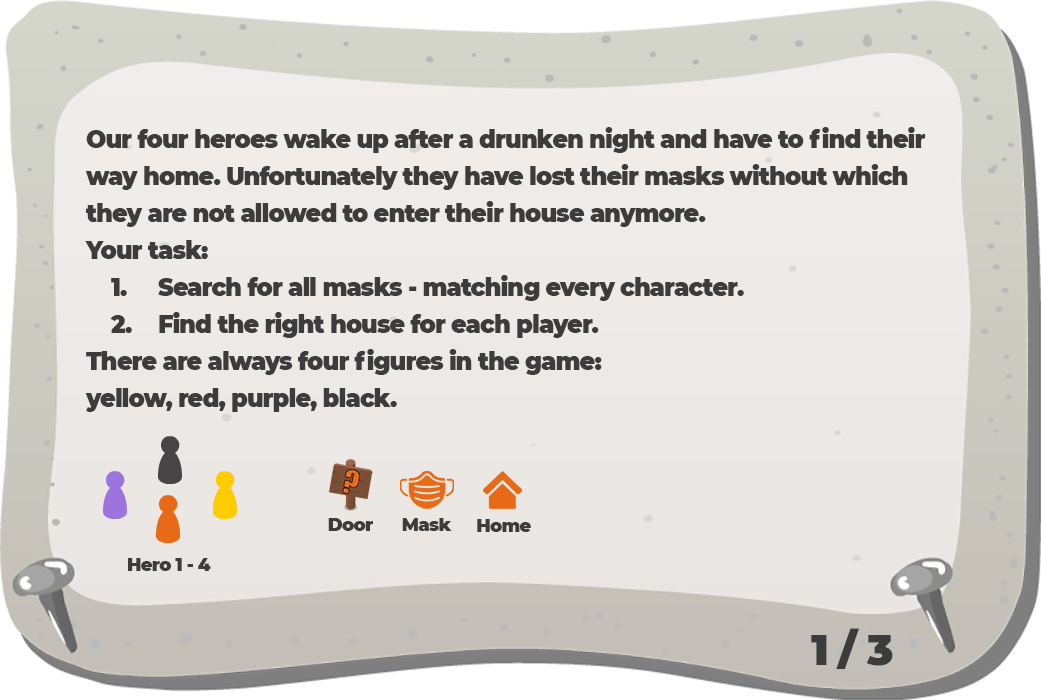 Our four heroes wake up after a drunken night and have to find their
way home. Unfortunately they have lost their masks without which
they are not allowed to enter their house anymore.
Your task:
1. Search for all masks - matching every character.
2. Find the right house for each player.
There are always four figures in the game:
yellow, red, purple, black.
?
Door Mask Home
Hero 1 - 4
1/3